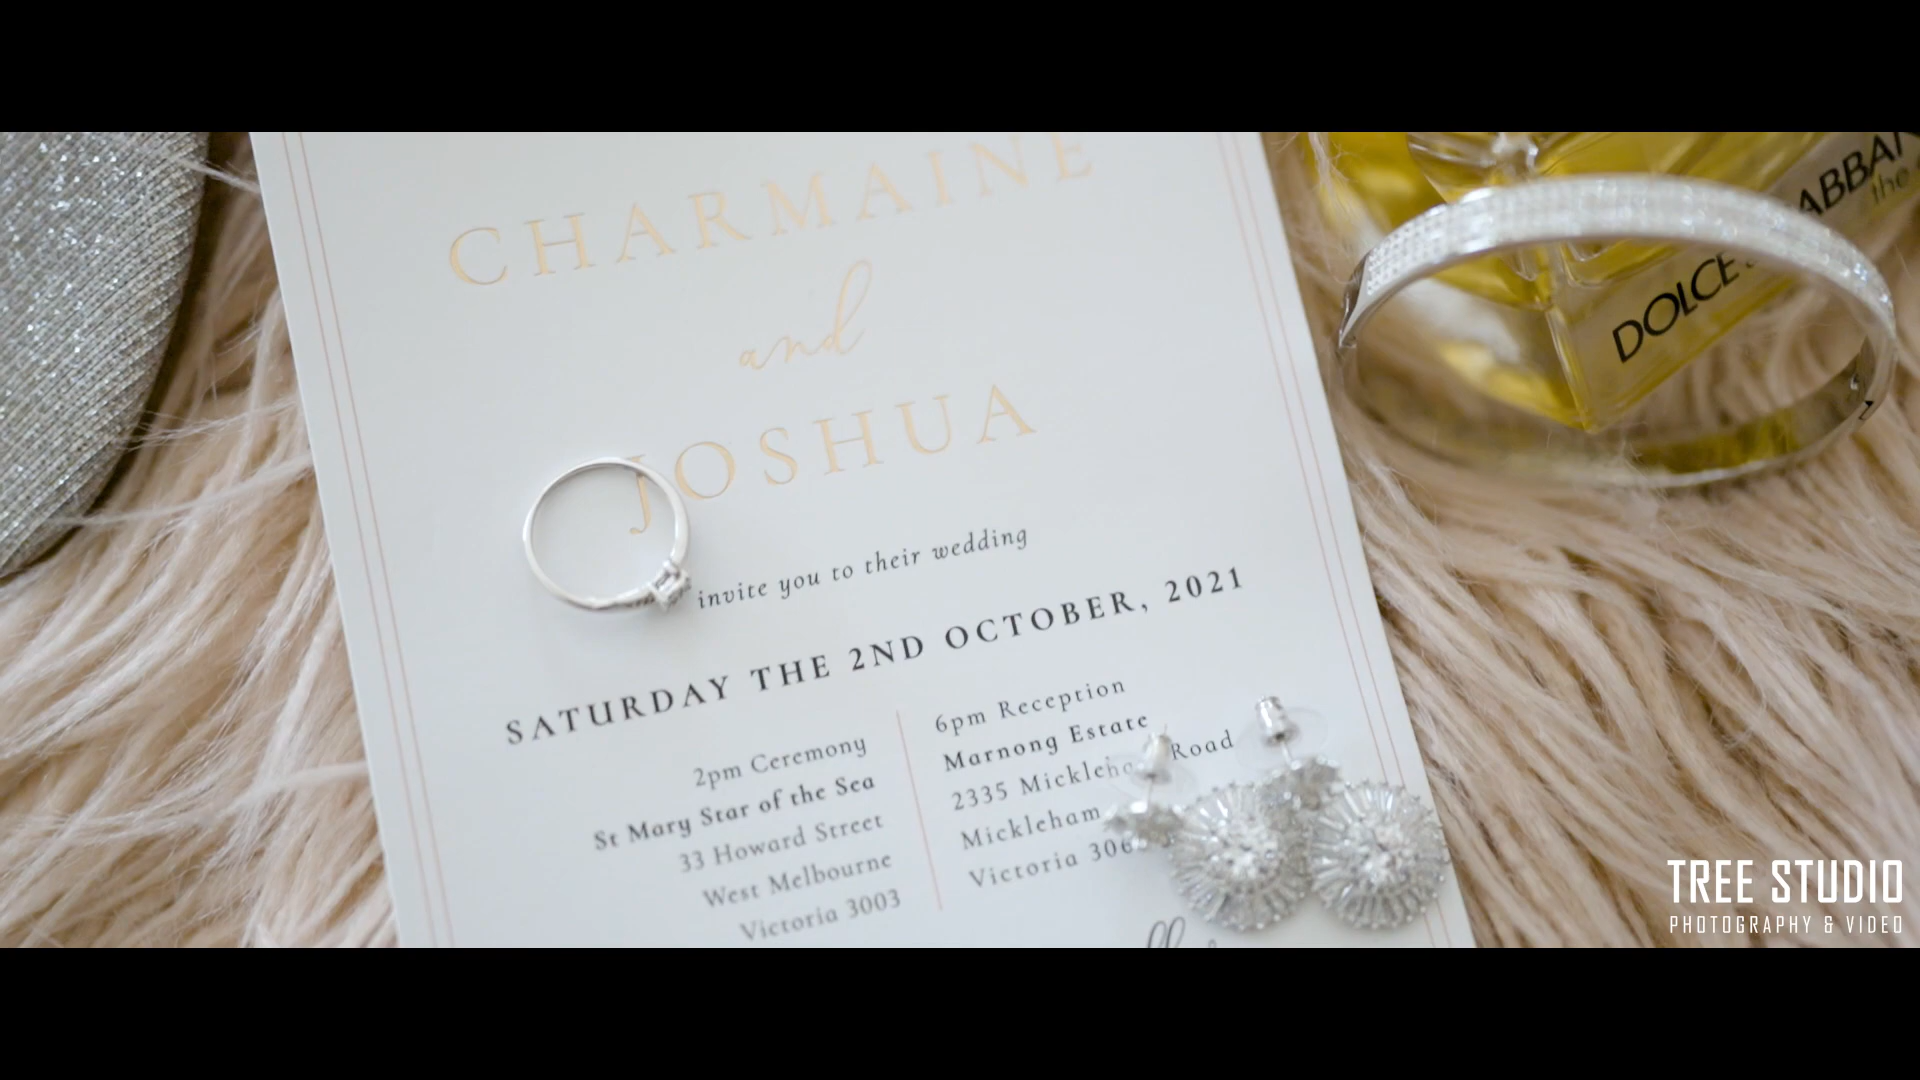 CHARMAINE
and
JOSHUA
invite you to their wedding
SATURDAY THE 2ND OCTOBER, 2021
2pm Ceremony
St Mary Star of the Sea
33 Howard Street
West Melbourne
Victoria 3003
6pm Reception
Marnong Estate
2335 Mickleham Road
Mickleham
Victoria
DOLCE
TREE STUDIO
PHOTOGRAPHY & VIDEO